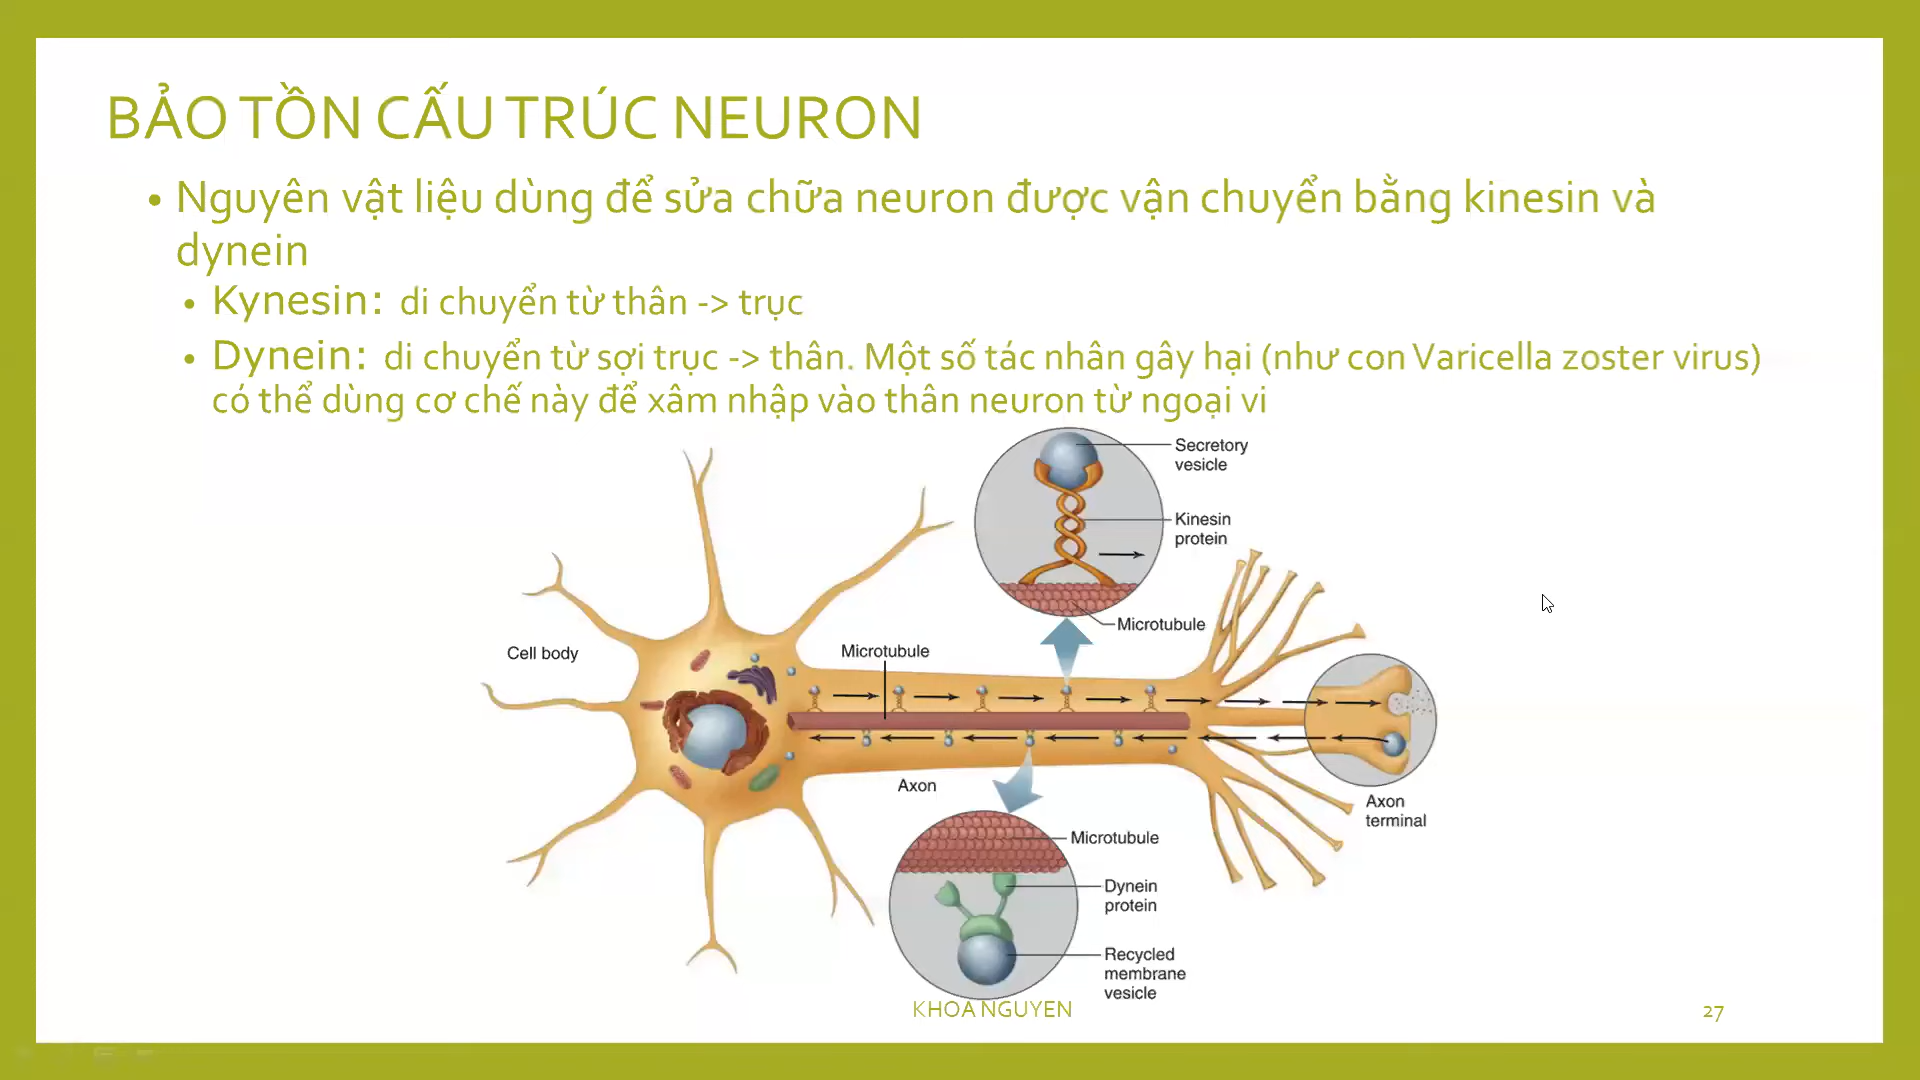 BẢO TỒN CẤU TRÚC NEURON
• Nguyên vật liệu dùng để sửa chữa neuron được vận chuyển bằng kinesin và
dynein
• Kynesin: di chuyển từ thân -> trục
• Dynein: di chuyển từ sợi trục -> thân. Một số tác nhân gây hại (như con Varicella zoster virus)
có thể dùng cơ chế này để xâm nhập vào thân neuron từ ngoại vi
Secretory
vesicle
Kinesin
protein
Microtubule
Cell body
Microtubule
Axon
Axon
terminal
Microtubule
Dynein
protein
Recycled
membrane
vesicle
KHOA NGUYEN
27